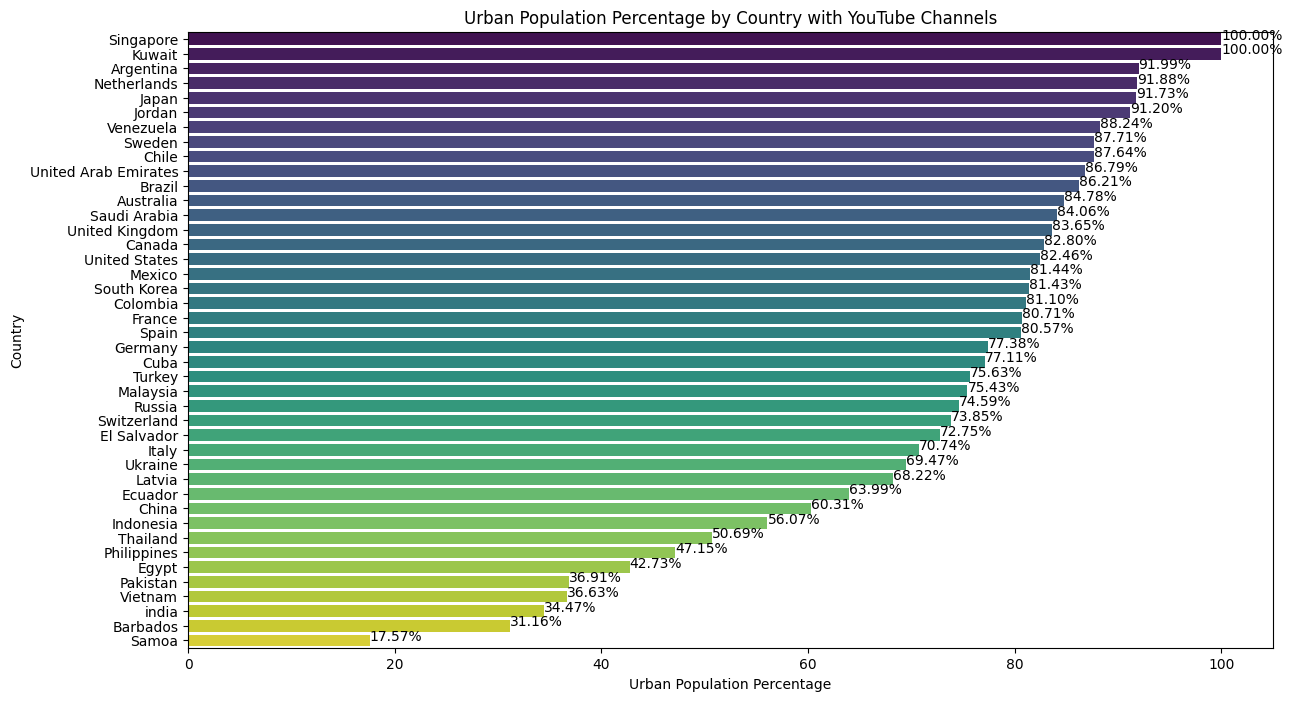 Urban Population Percentage by Country with YouTube Channels
Singapore 100.00%
Kuwait 100.00%
Argentina 91.99%
Netherlands 91.88%
Japan 91.73%
Jordan 91.20%
Venezuela 88.24%
Sweden 87.71%
Chile 87.64%
United Arab Emirates 86.79%
Brazil 86.21%
Australia 84.78%
Saudi Arabia 84.06%
United Kingdom 83.65%
Canada 82.80%
United States 82.46%
Mexico 81.44%
South Korea 81.43%
Colombia 81.10%
France 80.71%
Spain 80.57%
Germany 77.38%
Cuba 77.11%
Turkey 75.63%
Malaysia 75.43%
Russia 74.59%
Switzerland 73.85%
El Salvador 72.75%
Italy 70.74%
Ukraine 69.47%
Latvia 68.22%
Ecuador 63.99%
China 60.31%
Indonesia 56.07%
Thailand 50.69%
Philippines 47.15%
Egypt 42.73%
Pakistan 36.91%
Vietnam 36.63%
india 34.47%
Barbados 31.16%
Samoa 17.57%
Country
0 20 40 60 80 100
Urban Population Percentage